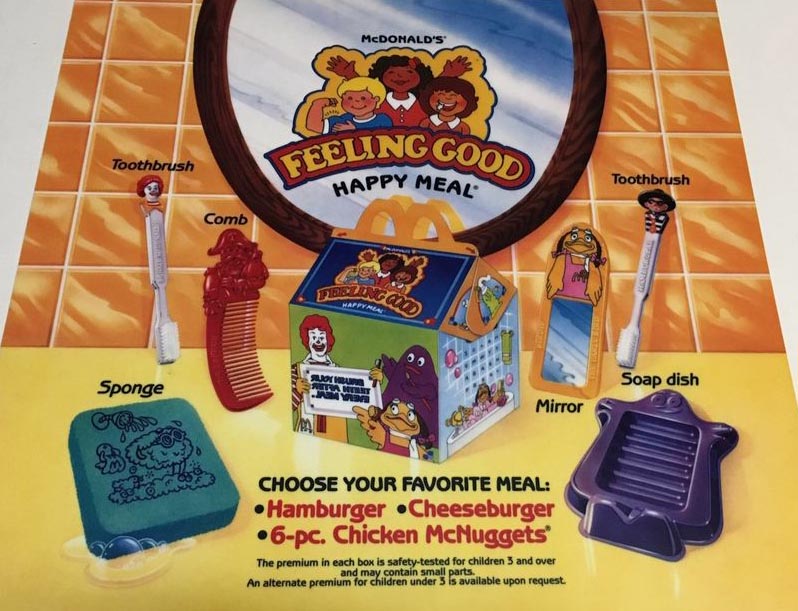 McDONALD'S®
FEELING GOOD
HAPPY MEAL®
Toothbrush
Toothbrush
Comb
FEELING GOOD
HAPPY MEAL
Sponge
Mirror
Soap dish
CHOOSE YOUR FAVORITE MEAL:
•Hamburger •Cheeseburger
•6-pc. Chicken McNuggets®
The premium in each box is safety-tested for children 3 and over
and may contain small parts.
An alternate premium for children under 3 is available upon request.